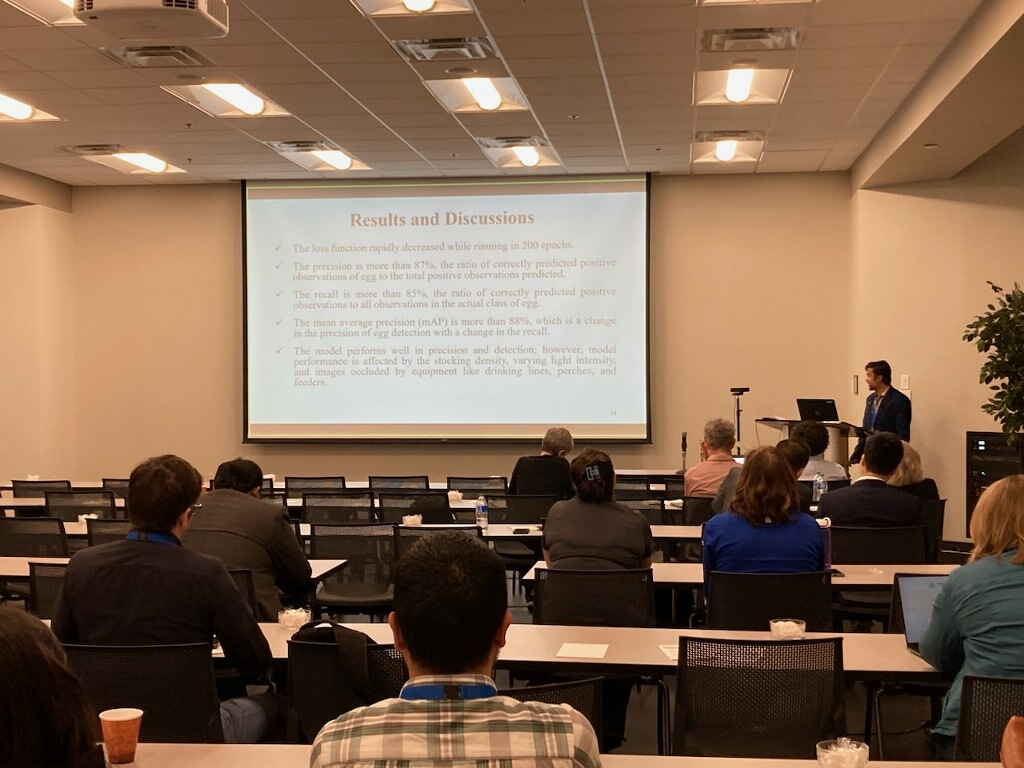 Results and Discussions
✓ The loss function rapidly decreased while running in 200 epochs.
✓ The precision is more than 87%, the ratio of correctly predicted positive
observations of egg to the total positive observations predicted.
✓ The recall is more than 85%, the ratio of correctly predicted positive
observations to all observations in the actual class of egg.
✓ The mean average precision (mAP) is more than 88%, which is a change
in the precision of egg detection with a change in the recall.
✓ The model performs well in precision and detection; however, model
performance is affected by the stocking density, varying light intensity,
and images occluded by equipment like drinking lines, perches, and
feeders.